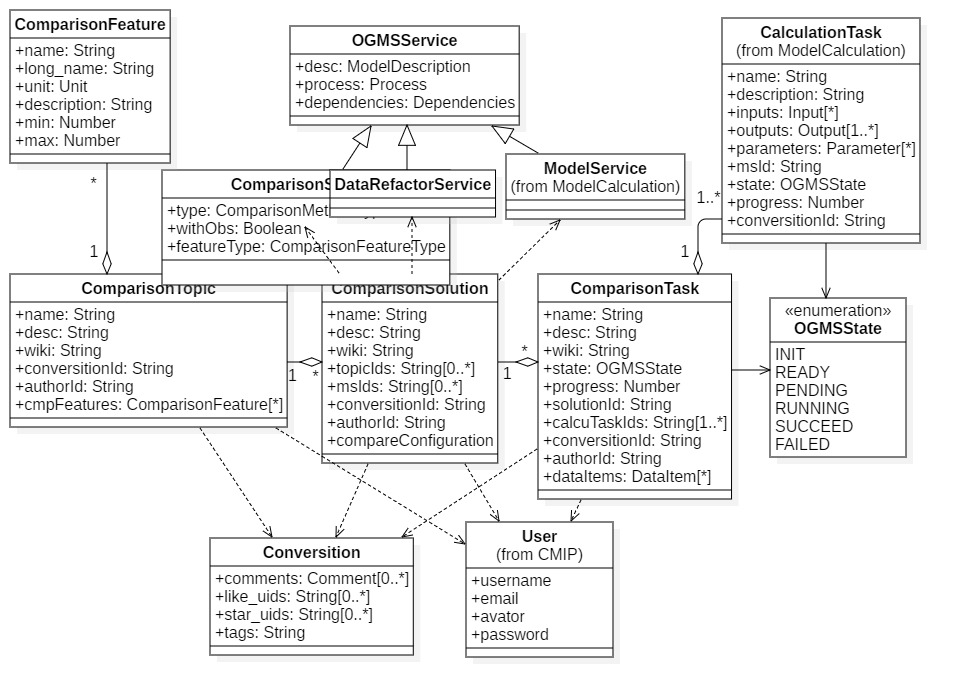 ComparisonFeature
+name: String
+long_name: String
+unit: Unit
+description: String
+min: Number
+max: Number
OGMSService
+desc: ModelDescription
+process: Process
+dependencies: Dependencies
CalculationTask
(from ModelCalculation)
+name: String
+description: String
+inputs: Input[*]
+outputs: Output[1..*]
+parameters: Parameter[*]
+msId: String
+state: OGMSState
+progress: Number
+conversitionId: String
DataRefactorService
+withObs: Boolean
+featureType: ComparisonFeatureType
ModelService
(from ModelCalculation)
*
1
1..*
1
ComparisonTopic
+name: String
+desc: String
+wiki: String
+conversitionId: String
+authorId: String
+cmpFeatures: ComparisonFeature[*]
1
*
ComparisonSolution
+name: String
+desc: String
+wiki: String
+topicIds: String[0..*]
+msIds: String[0..*]
+conversitionId: String
+authorId: String
+compareConfiguration
*
1
ComparisonTask
+name: String
+desc: String
+wiki: String
+state: OGMSState
+progress: Number
+solutionId: String
+calcuTaskIds: String[1..*]
+conversitionId: String
+authorId: String
+dataItems: DataItem[*]
«enumeration»
OGMSState
INIT
READY
PENDING
RUNNING
SUCCEED
FAILED
Conversition
+comments: Comment[0..*]
+like_uids: String[0..*]
+star_uids: String[0..*]
+tags: String
User
(from CMIP)
+username
+email
+avator
+password